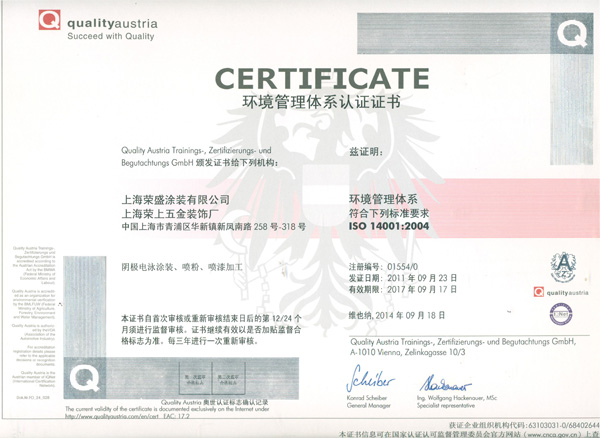 qualityaustria
Succeed with Quality
CERTIFICATE
环境管理体系认证证书
Quality Austria Trainings-, Zertifizierungs- und
Begutachtungs GmbH 颁发证书给下列机构:
兹证明:
上海荣盛涂装有限公司
上海荣上五金装饰厂
中国上海市青浦区华新镇新凤南路 258 号-318 号
环境管理体系
符合下列标准要求
ISO 14001:2004
阴极电泳涂装、喷粉、喷漆加工
注册编号: 01554/0
发证日期: 2011 年 09 月 23 日
有效期限: 2017 年 09 月 17 日
qualityaustria
本证书自首次审核或重新审核结束日后的第 12/24 个
月须进行监督审核。证书继续有效以是否加贴监督合
格标志为准。每三年进行一次重新审核。
维也纳, 2014 年 09 月 18 日
Quality Austria Trainings-, Zertifizierungs- und Begutachtungs GmbH,
A-1010 Vienna, Zelinkagasse 10/3
Konrad Scheiber
General Manager
Ing. Wolfgang Hackenauer, MSc
Specialist representative
Quality Austria 奥世认证标志确认记录
The current validity of the certificate is documented exclusively on the Internet under
http://www.qualityaustria.com/en/cert EAC: 17.2
获证企业组织机构代码: 63103031-0/68402644
本证书信息可在国家认证认可监督管理委员会官方网站 (www.cnca.gov.cn) 上查